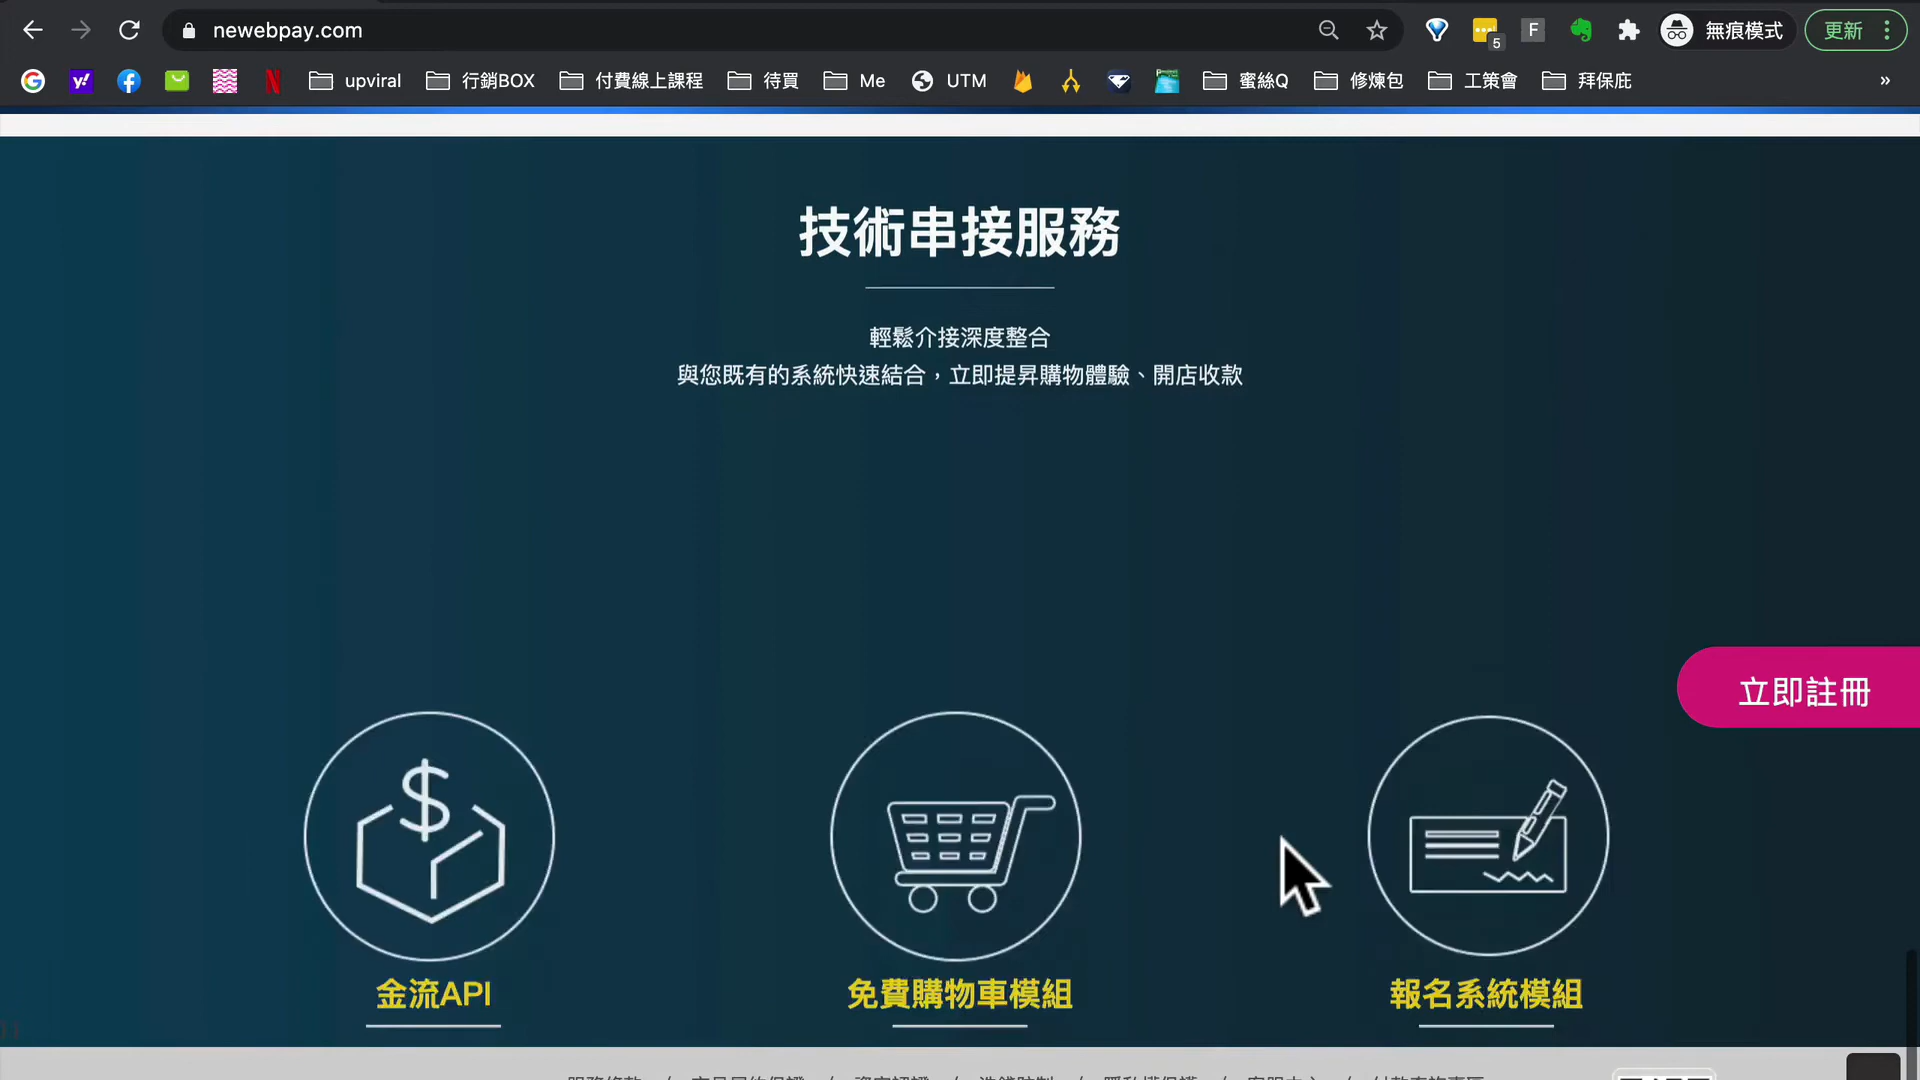 newebpay.com
5
F
無痕模式
更新
upviral
行銷BOX
付費線上課程
待買
Me
UTM
蜜絲Q
修煉包
工策會
拜保庇
»
技術串接服務
輕鬆介接深度整合
與您既有的系統快速結合，立即提昇購物體驗、開店收款
立即註冊
$
金流API
免費購物車模組
報名系統模組